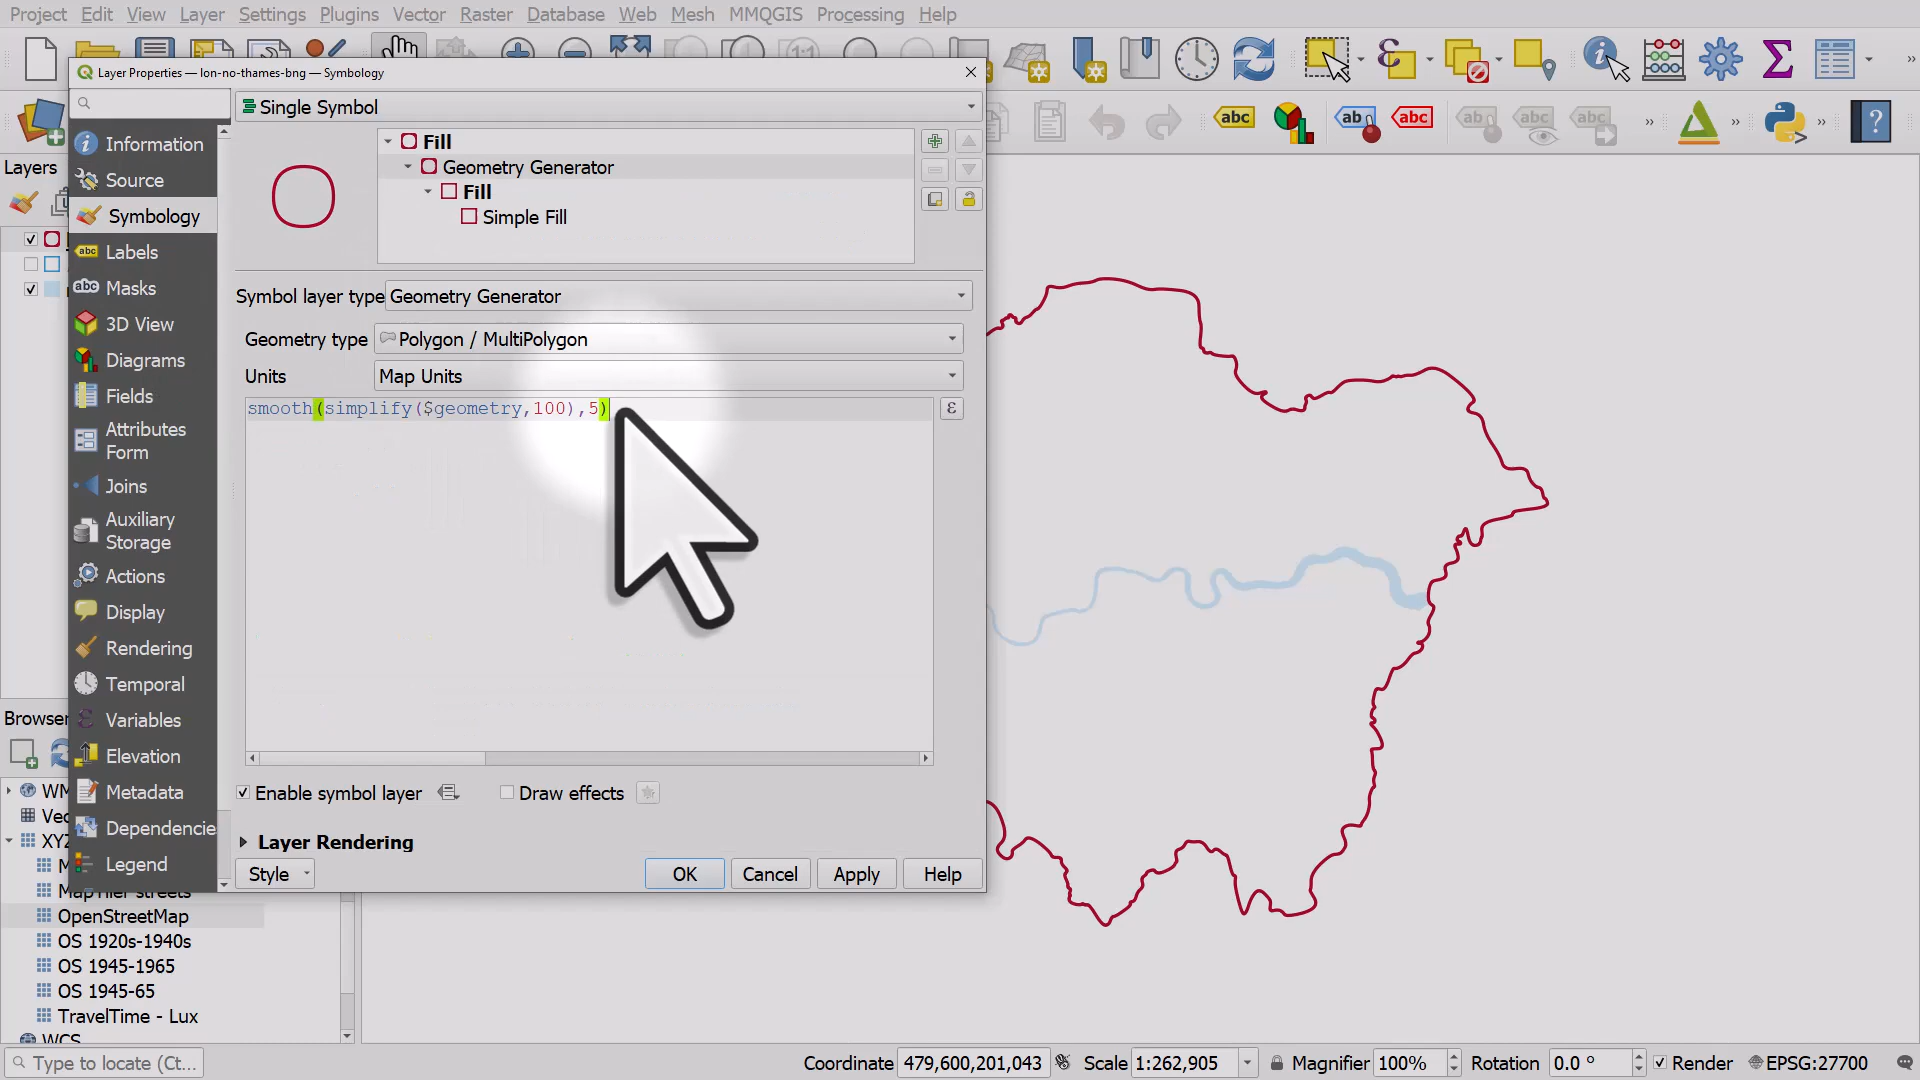 Project Edit View Layer Settings Plugins Vector Raster Database Web Mesh MMQGIS Processing Help
Layer Properties — lon-no-thames-bng — Symbology
Layers
Information
Source
Symbology
Labels
Masks
3D View
Diagrams
Fields
Attributes
Form
Joins
Auxiliary
Storage
Actions
Display
Rendering
Temporal
Variables
Elevation
Metadata
Dependencie
Legend
Single Symbol
Fill
Geometry Generator
Fill
Simple Fill
Symbol layer type Geometry Generator
Geometry type Polygon / MultiPolygon
Units Map Units
smooth(simplify($geometry,100),5)
ε
Enable symbol layer Draw effects
Layer Rendering
Style OK Cancel Apply Help
abc abc abc
Browser
WM
Vec
XYZ
OpenStreetMap
OS 1920s-1940s
OS 1945-1965
OS 1945-65
TravelTime - Lux
WCS
Type to locate (Ct... Coordinate 479,600,201,043 Scale 1:262,905 Magnifier 100% Rotation 0.0 ° Render EPSG:27700